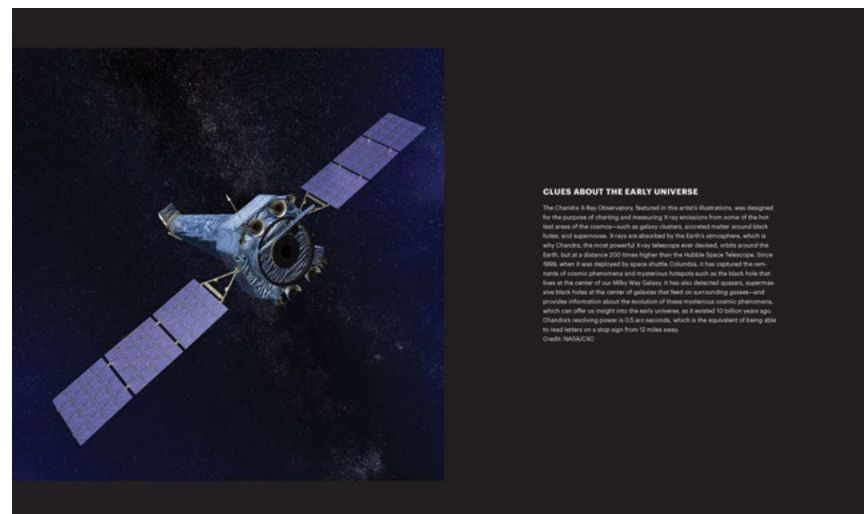 CLUES ABOUT THE EARLY UNIVERSE
The Chandra X-Ray Observatory, featured in this artist's illustrations, was designed
for the purpose of charting and measuring X-ray emissions from some of the hot-
test areas of the cosmos—such as galaxy clusters, accreted matter around black
holes, and supernovae. X-rays are absorbed by the Earth's atmosphere, which is
why Chandra, the most powerful X-ray telescope ever devised, orbits around the
Earth, but at a distance 200 times higher than the Hubble Space Telescope. Since
1999, when it was deployed by space shuttle Columbia, it has captured the rem-
nants of cosmic phenomena and mysterious hotspots such as the black hole that
lives at the center of our Milky Way Galaxy. It has also detected quasars, supermas-
sive black holes at the center of galaxies that feed on surrounding gasses—and
provides information about the evolution of these mysterious cosmic phenomena,
which can offer us insight into the early universe, as it existed 10 billion years ago.
Chandra's resolving power is 0.5 arc-seconds, which is the equivalent of being able
to read letters on a stop sign from 12 miles away.
Credit: NASA/CXC